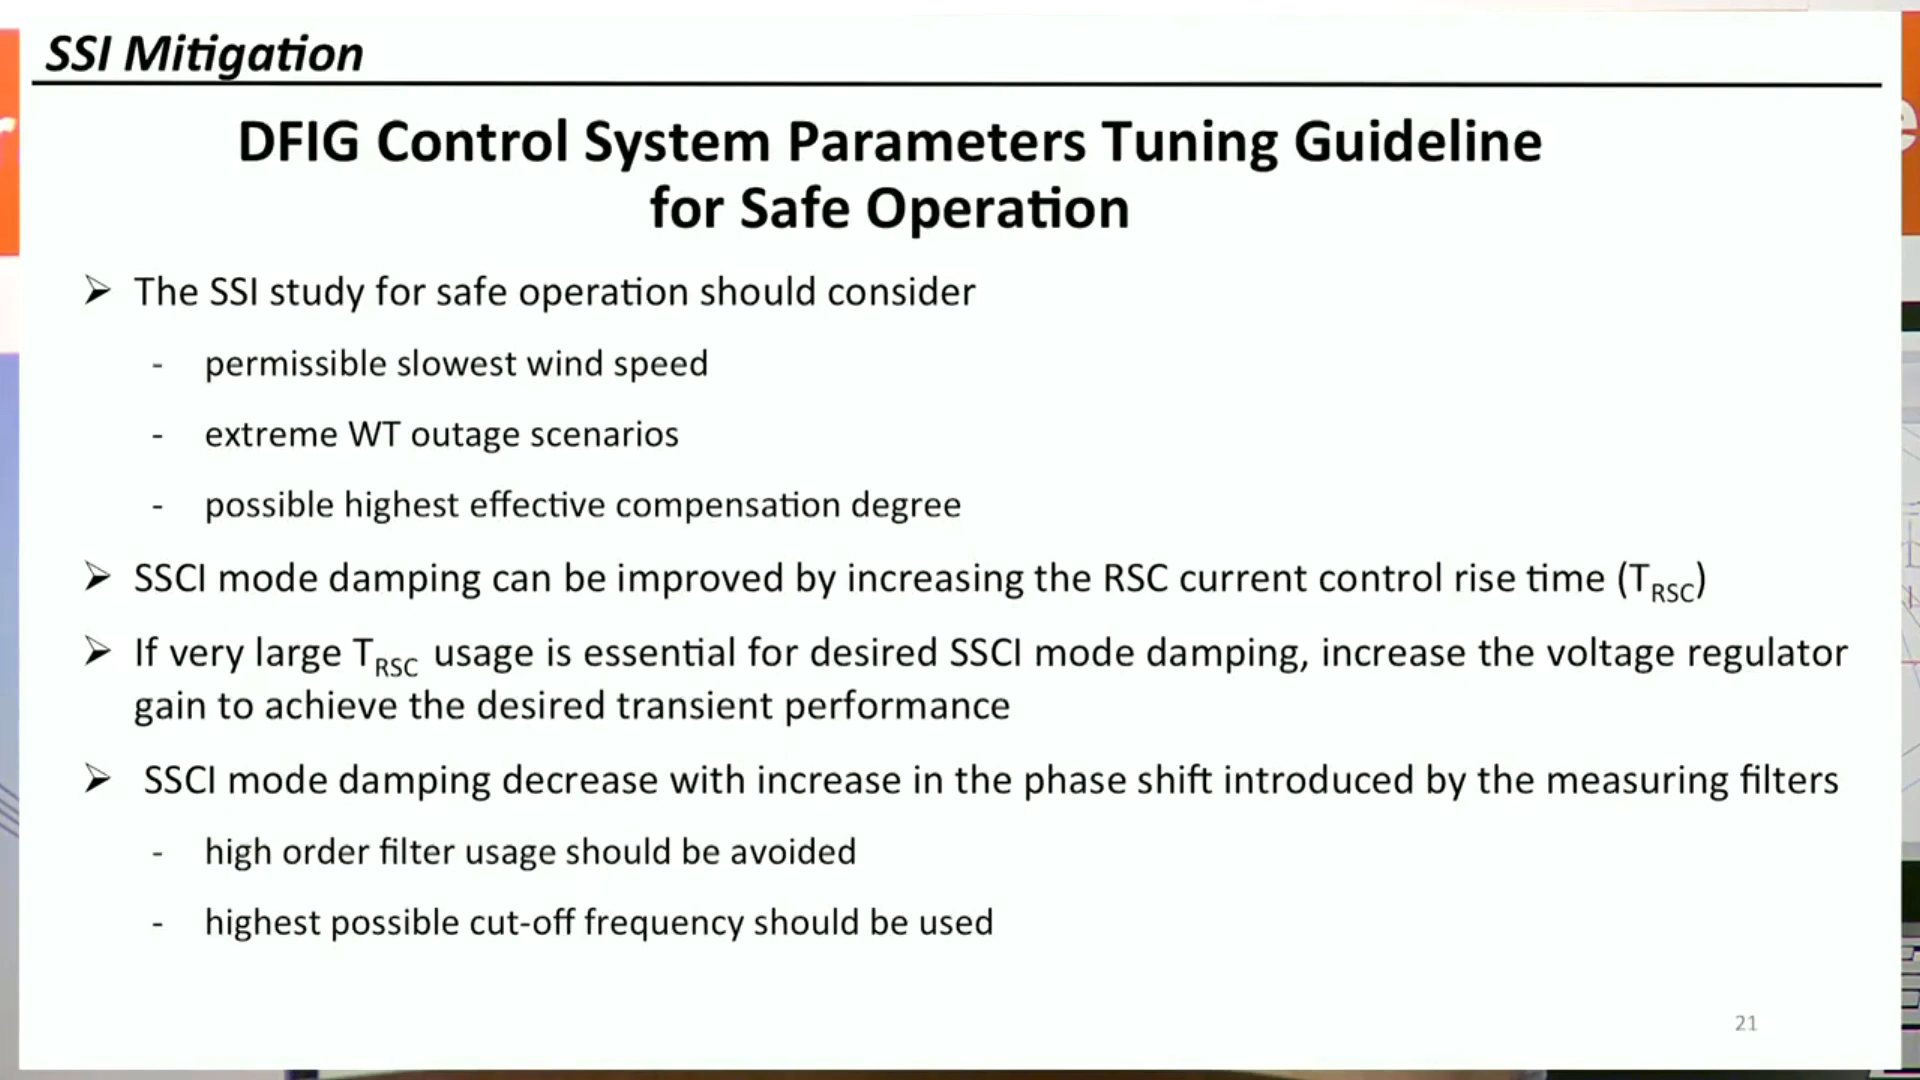 SSI Mitigation
DFIG Control System Parameters Tuning Guideline
for Safe Operation
➢ The SSI study for safe operation should consider
- permissible slowest wind speed
- extreme WT outage scenarios
- possible highest effective compensation degree
➢ SSCI mode damping can be improved by increasing the RSC current control rise time (TRSC)
➢ If very large TRSC usage is essential for desired SSCI mode damping, increase the voltage regulator
gain to achieve the desired transient performance
➢ SSCI mode damping decrease with increase in the phase shift introduced by the measuring filters
- high order filter usage should be avoided
- highest possible cut-off frequency should be used
21